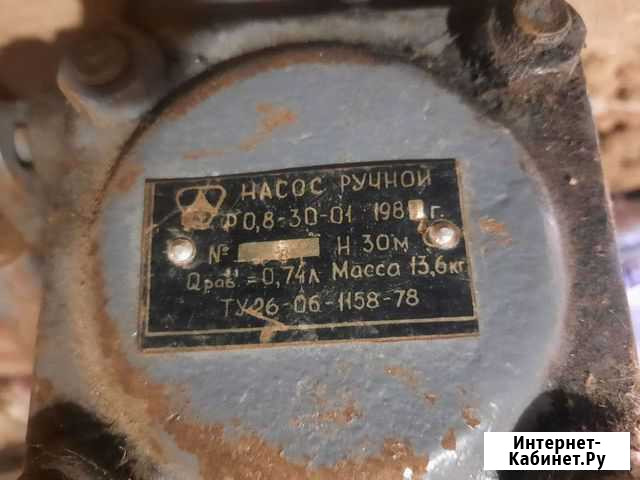 НАСОС РУЧНОЙ
Ф0,8-30-01 198 г.
№ Н 30м
Qраб =0,74л Масса 13,6кг
ТУ26-06-1158-78
Интернет-
Кабинет.Ру